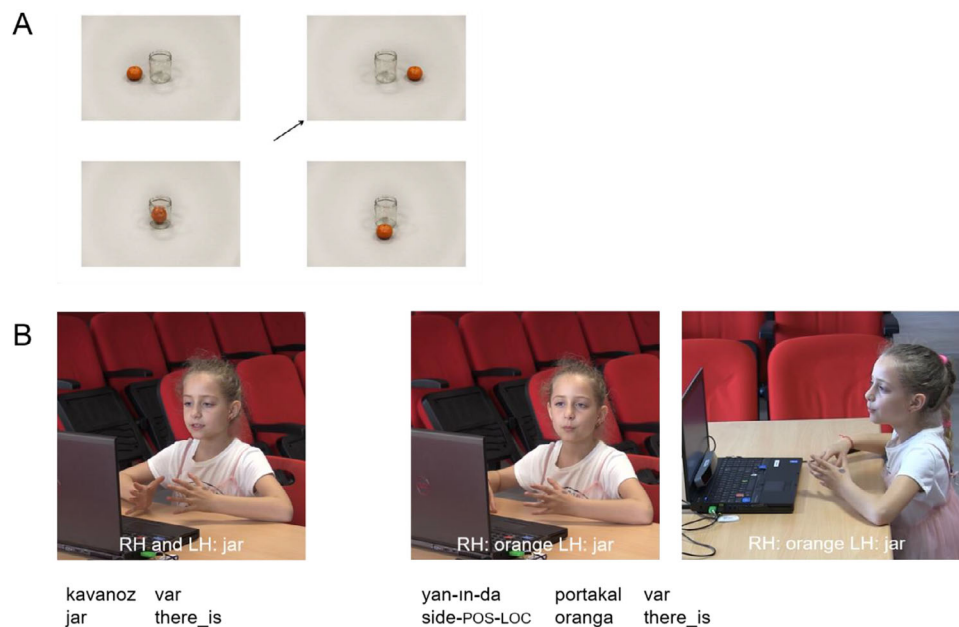 A
B
RH and LH: jar
RH: orange LH: jar
RH: orange LH: jar
kavanoz var
jar there_is
yan-ın-da portakal var
side-POS-LOC oranga there_is